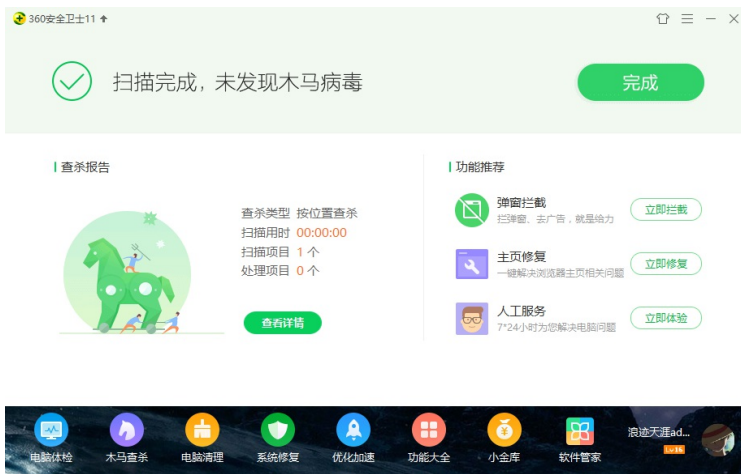 360安全卫士11
扫描完成，未发现木马病毒
完成
查杀报告
查杀类型 按位置查杀
扫描用时 00:00:00
扫描项目 1 个
处理项目 0 个
查看详情
功能推荐
弹窗拦截
拦弹窗、去广告，就是给力
立即拦截
主页修复
一键解决浏览器主页相关问题
立即修复
人工服务
7*24小时为您解决电脑问题
立即体验
电脑体检
木马查杀
电脑清理
系统修复
优化加速
功能大全
小金库
软件管家
浪迹天涯ad...
Lv.16